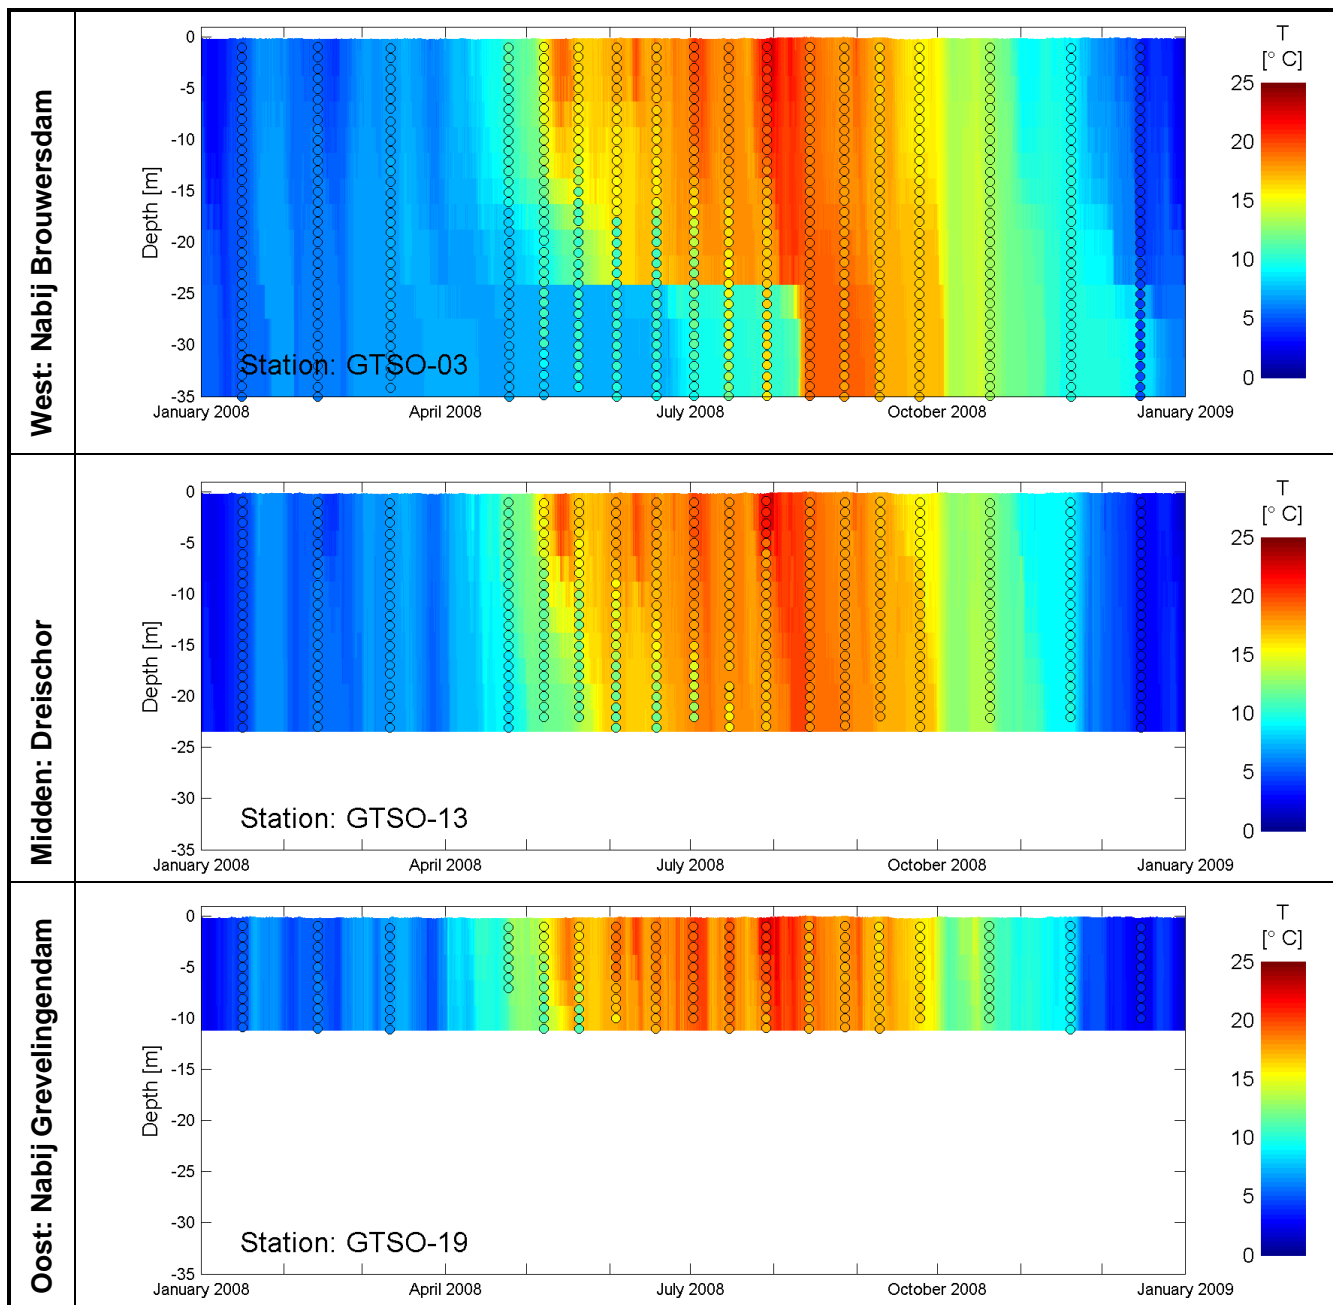 West: Nabij Brouwersdam
0
-5
-10
-15
-20
-25
-30
-35
Depth [m]
Station: GTSO-03
January 2008
April 2008
July 2008
October 2008
January 2009
T
[° C]
25
20
15
10
5
0
Midden: Dreischor
0
-5
-10
-15
-20
-25
-30
-35
Depth [m]
Station: GTSO-13
January 2008
April 2008
July 2008
October 2008
January 2009
T
[° C]
25
20
15
10
5
0
Oost: Nabij Grevelingendam
0
-5
-10
-15
-20
-25
-30
-35
Depth [m]
Station: GTSO-19
January 2008
April 2008
July 2008
October 2008
January 2009
T
[° C]
25
20
15
10
5
0